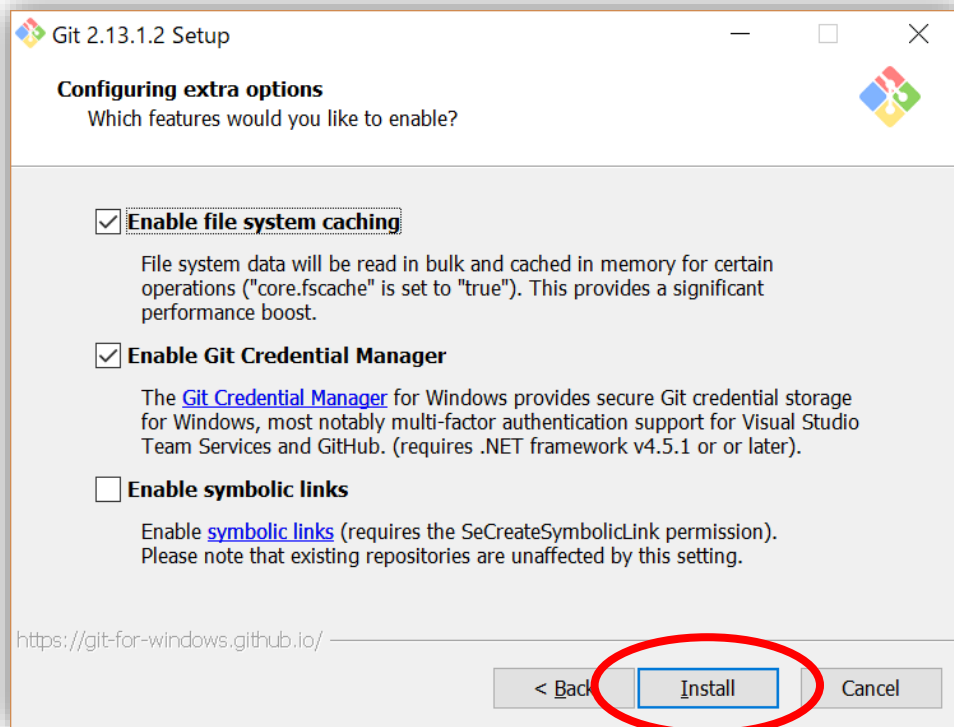 Git 2.13.1.2 Setup
Configuring extra options
Which features would you like to enable?
Enable file system caching
File system data will be read in bulk and cached in memory for certain
operations ("core.fscache" is set to "true"). This provides a significant
performance boost.
Enable Git Credential Manager
The Git Credential Manager for Windows provides secure Git credential storage
for Windows, most notably multi-factor authentication support for Visual Studio
Team Services and GitHub. (requires .NET framework v4.5.1 or or later).
Enable symbolic links
Enable symbolic links (requires the SeCreateSymbolicLink permission).
Please note that existing repositories are unaffected by this setting.
https://git-for-windows.github.io/
< Back Install Cancel